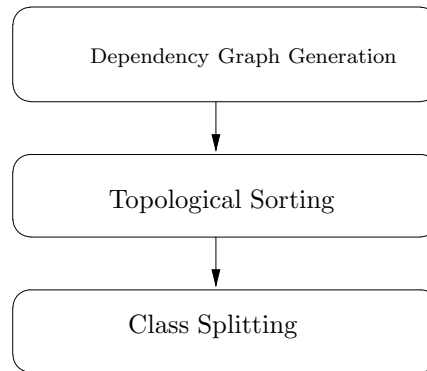 Dependency Graph Generation
Topological Sorting
Class Splitting